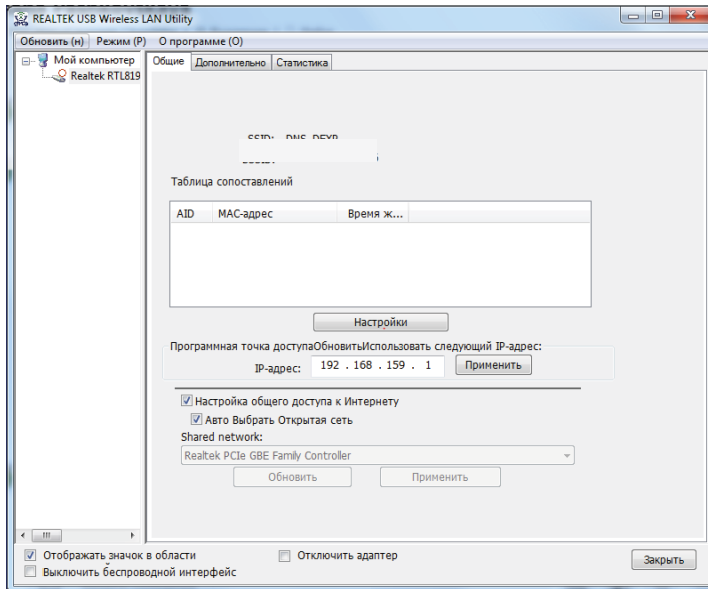 REALTEK USB Wireless LAN Utility
Обновить (н) Режим (Р) О программе (О)
Мой компьютер
Realtek RTL819
Общие Дополнительно Статистика
SSID: DNS DEXP
Таблица сопоставлений
AID MAC-адрес Время ж...
Настройки
Программная точка доступаОбновитьИспользовать следующий IP-адрес:
IP-адрес: 192 . 168 . 159 . 1 Применить
Настройка общего доступа к Интернету
Авто Выбрать Открытая сеть
Shared network:
Realtek PCIe GBE Family Controller
Обновить Применить
Отображать значок в области Отключить адаптер
Выключить беспроводной интерфейс
Закрыть